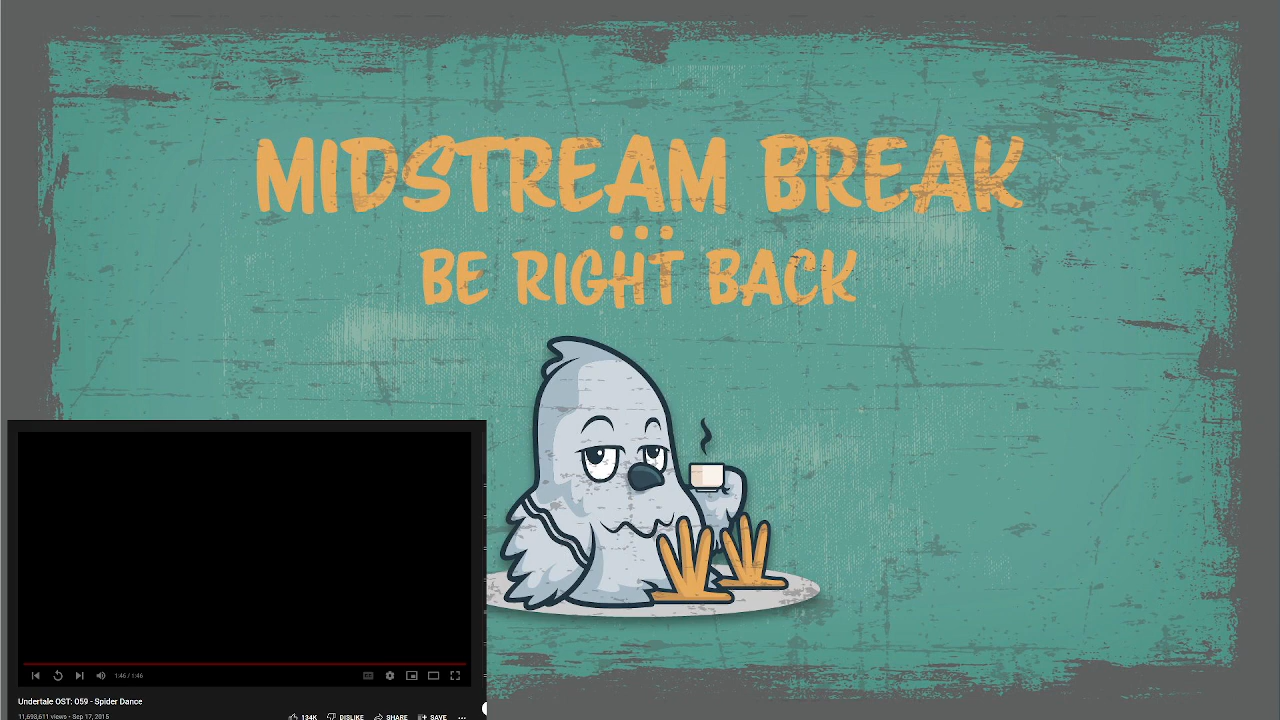 MIDSTREAM BREAK
...
BE RIGHT BACK
1:46 / 1:46
Undertale OST: 059 - Spider Dance
11,693,611 views • Sep 17, 2015
134K DISLIKE SHARE SAVE ...